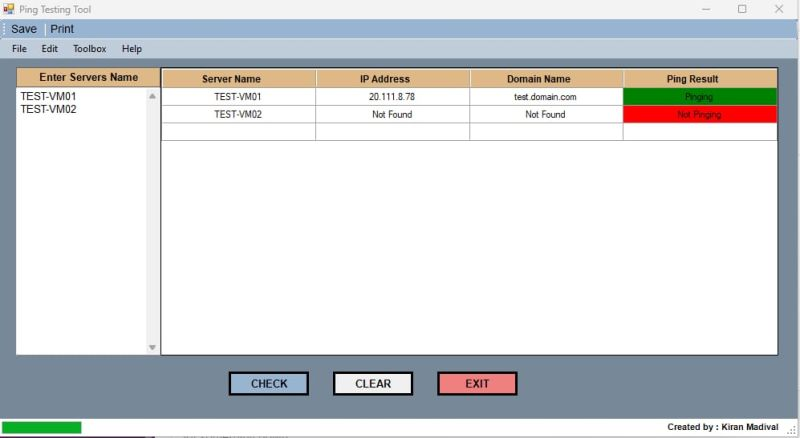 Ping Testing Tool
Save Print
File Edit Toolbox Help
Enter Servers Name
TEST-VM01
TEST-VM02
Server Name IP Address Domain Name Ping Result
TEST-VM01 20.111.8.78 test.domain.com Pinging
TEST-VM02 Not Found Not Found Not Pinging
CHECK CLEAR EXIT
Created by : Kiran Madival